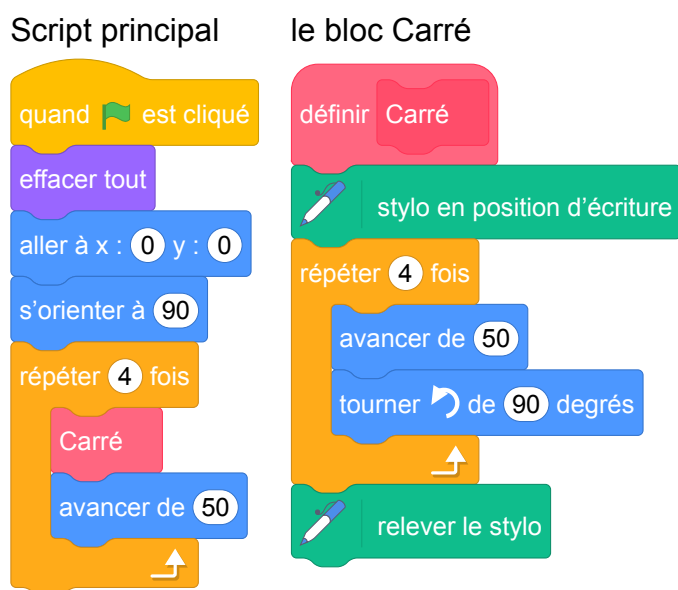 Script principal
quand est cliqué
effacer tout
aller à x : 0 y : 0
s'orienter à 90
répéter 4 fois
Carré
avancer de 50
le bloc Carré
définir Carré
stylo en position d'écriture
répéter 4 fois
avancer de 50
tourner de 90 degrés
relever le stylo